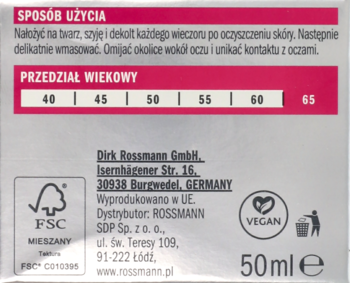 SPOSÓB UŻYCIA
Nałożyć na twarz, szyję i dekolt każdego wieczoru po oczyszczeniu skóry. Następnie
delikatnie wmasować. Omijać okolice wokół oczu i unikać kontaktu z oczami.
PRZEDZIAŁ WIEKOWY
40 45 50 55 60 65
Dirk Rossmann GmbH,
Isernhägener Str. 16,
30938 Burgwedel, GERMANY
Wyprodukowano w UE.
Dystrybutor: ROSSMANN
SDP Sp. z o. o.,
ul. św. Teresy 109,
91-222 Łódź,
www.rossmann.pl
FSC
MIESZANY
Tektura
FSC® C010395
VEGAN
50 ml e